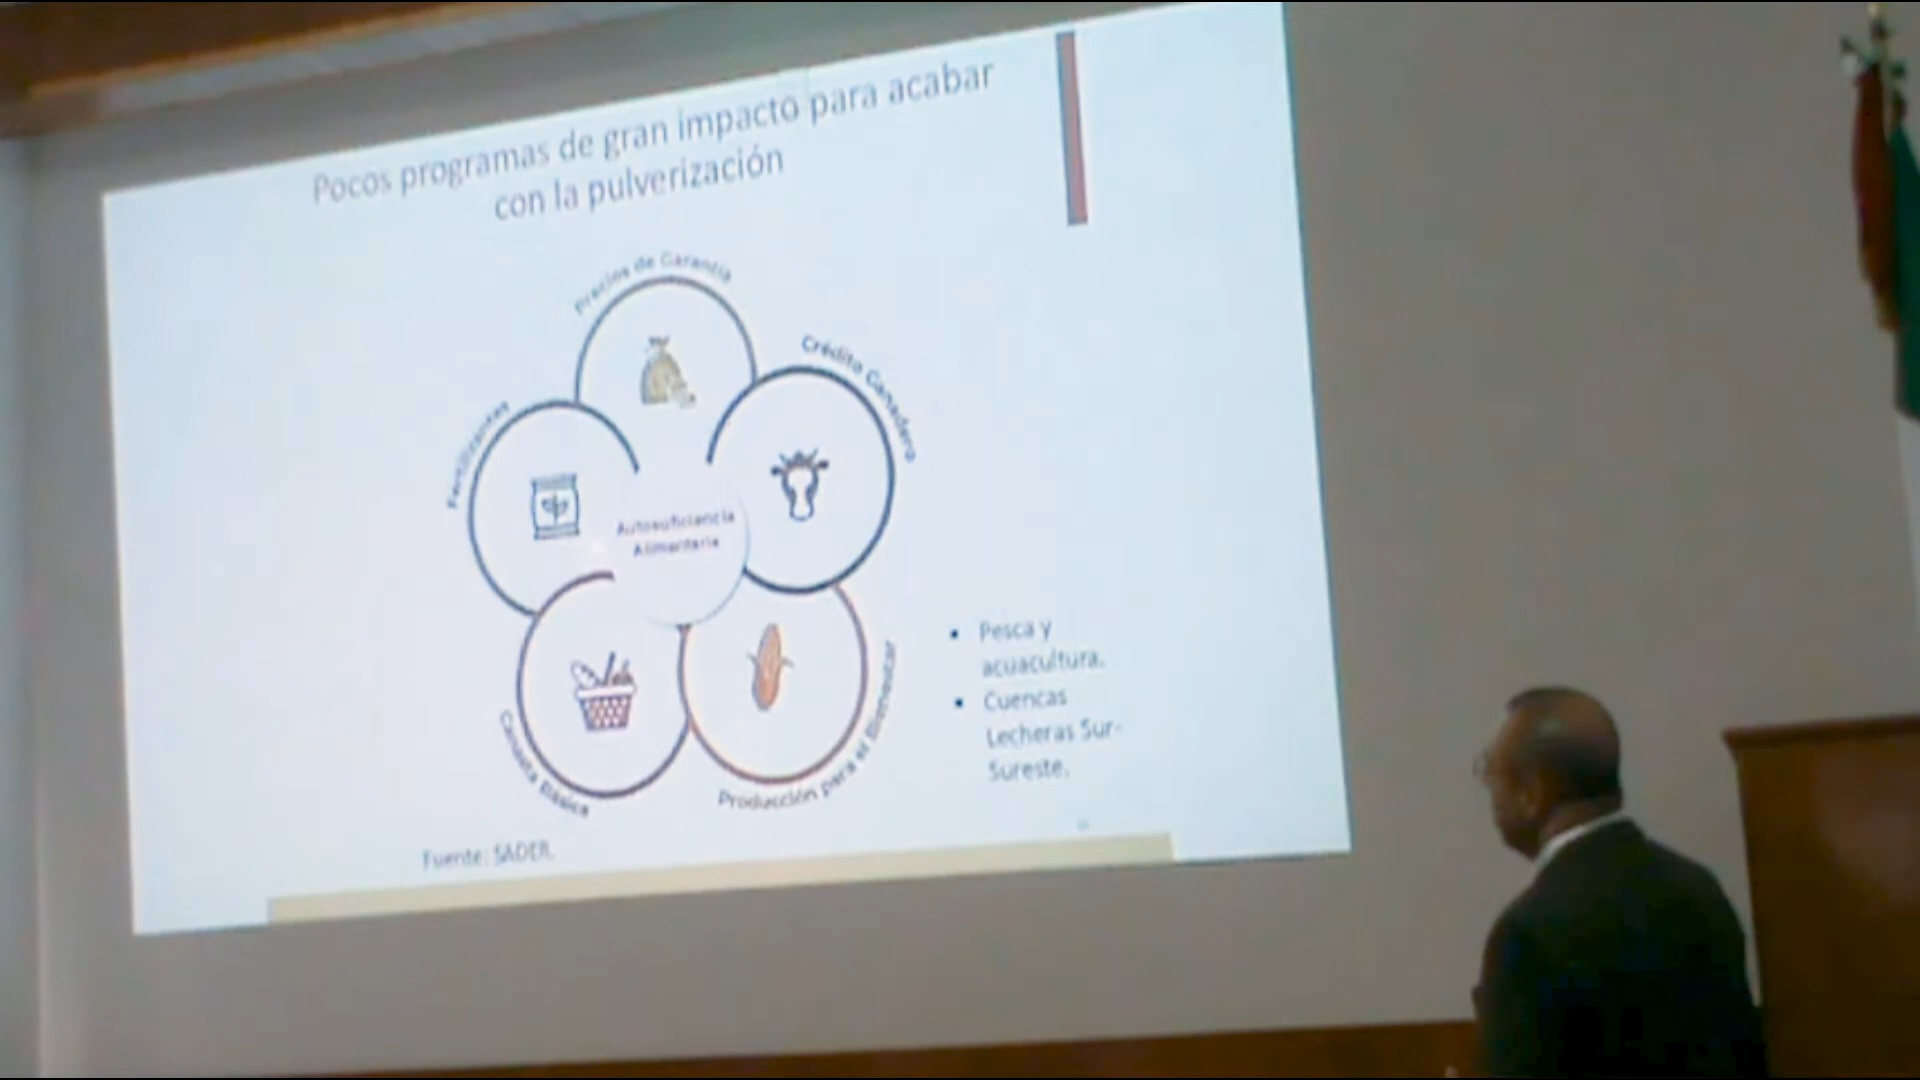 Pocos programas de gran impacto para acabar
con la pulverización
Precios de Garantía
Crédito Ganadero
Fertilizantes
Autosuficiencia
Alimentaria
Canasta Básica
Producción para el Bienestar
▪ Pesca y
acuacultura.
▪ Cuencas
Lecheras Sur-
Sureste.
Fuente: SADER.